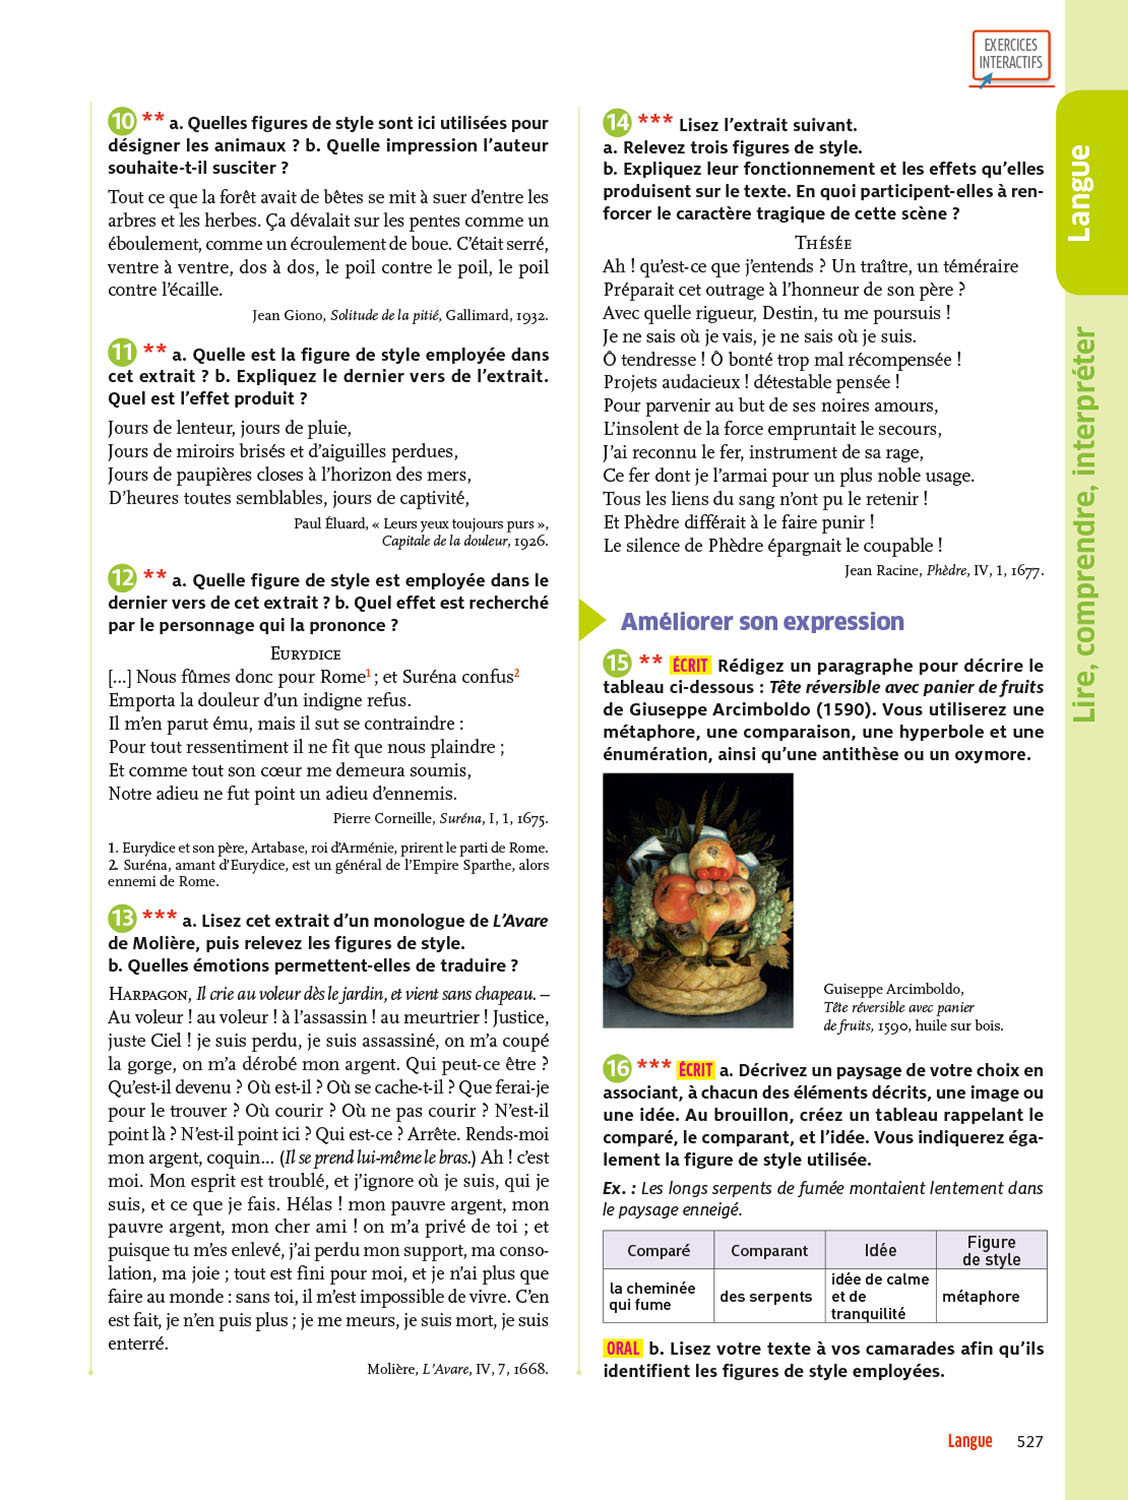 EXERCICES
INTERACTIFS
10 ** a. Quelles figures de style sont ici utilisées pour
désigner les animaux ? b. Quelle impression l’auteur
souhaite-t-il susciter ?
Tout ce que la forêt avait de bêtes se mit à suer d’entre les
arbres et les herbes. Ça dévalait sur les pentes comme un
éboulement, comme un écroulement de boue. C’était serré,
ventre à ventre, dos à dos, le poil contre le poil, le poil
contre l’écaille.
Jean Giono, Solitude de la pitié, Gallimard, 1932.
11 ** a. Quelle est la figure de style employée dans
cet extrait ? b. Expliquez le dernier vers de l’extrait.
Quel est l’effet produit ?
Jours de lenteur, jours de pluie,
Jours de miroirs brisés et d’aiguilles perdues,
Jours de paupières closes à l’horizon des mers,
D’heures toutes semblables, jours de captivité,
Paul Éluard, « Leurs yeux toujours purs »,
Capitale de la douleur, 1926.
12 ** a. Quelle figure de style est employée dans le
dernier vers de cet extrait ? b. Quel effet est recherché
par le personnage qui la prononce ?
EURYDICE
[...] Nous fûmes donc pour Rome1 ; et Suréna confus2
Emporta la douleur d’un indigne refus.
Il m’en parut ému, mais il sut se contraindre :
Pour tout ressentiment il ne fit que nous plaindre ;
Et comme tout son cœur me demeura soumis,
Notre adieu ne fut point un adieu d’ennemis.
Pierre Corneille, Suréna, I, 1, 1675.
1. Eurydice et son père, Artabase, roi d’Arménie, prirent le parti de Rome.
2. Suréna, amant d’Eurydice, est un général de l’Empire Sparthe, alors
ennemi de Rome.
13 *** a. Lisez cet extrait d’un monologue de L’Avare
de Molière, puis relevez les figures de style.
b. Quelles émotions permettent-elles de traduire ?
HARPAGON, Il crie au voleur dès le jardin, et vient sans chapeau. –
Au voleur ! au voleur ! à l’assassin ! au meurtrier ! Justice,
juste Ciel ! je suis perdu, je suis assassiné, on m’a coupé
la gorge, on m’a dérobé mon argent. Qui peut-ce être ?
Qu’est-il devenu ? Où est-il ? Où se cache-t-il ? Que ferai-je
pour le trouver ? Où courir ? Où ne pas courir ? N’est-il
point là ? N’est-il point ici ? Qui est-ce ? Arrête. Rends-moi
mon argent, coquin... (Il se prend lui-même le bras.) Ah ! c’est
moi. Mon esprit est troublé, et j’ignore où je suis, qui je
suis, et ce que je fais. Hélas ! mon pauvre argent, mon
pauvre argent, mon cher ami ! on m’a privé de toi ; et
puisque tu m’es enlevé, j’ai perdu mon support, ma conso-
lation, ma joie ; tout est fini pour moi, et je n’ai plus que
faire au monde : sans toi, il m’est impossible de vivre. C’en
est fait, je n’en puis plus ; je me meurs, je suis mort, je suis
enterré.
Molière, L’Avare, IV, 7, 1668.
14 *** Lisez l’extrait suivant.
a. Relevez trois figures de style.
b. Expliquez leur fonctionnement et les effets qu’elles
produisent sur le texte. En quoi participent-elles à ren-
forcer le caractère tragique de cette scène ?
THÉSÉE
Ah ! qu’est-ce que j’entends ? Un traître, un téméraire
Préparait cet outrage à l’honneur de son père ?
Avec quelle rigueur, Destin, tu me poursuis !
Je ne sais où je vais, je ne sais où je suis.
Ô tendresse ! Ô bonté trop mal récompensée !
Projets audacieux ! détestable pensée !
Pour parvenir au but de ses noires amours,
L’insolent de la force empruntait le secours,
J’ai reconnu le fer, instrument de sa rage,
Ce fer dont je l’armai pour un plus noble usage.
Tous les liens du sang n’ont pu le retenir !
Et Phèdre différait à le faire punir !
Le silence de Phèdre épargnait le coupable !
Jean Racine, Phèdre, IV, 1, 1677.
Améliorer son expression
15 ** ÉCRIT Rédigez un paragraphe pour décrire le
tableau ci-dessous : Tête réversible avec panier de fruits
de Giuseppe Arcimboldo (1590). Vous utiliserez une
métaphore, une comparaison, une hyperbole et une
énumération, ainsi qu’une antithèse ou un oxymore.
Guiseppe Arcimboldo,
Tête réversible avec panier
de fruits, 1590, huile sur bois.
16 *** ÉCRIT a. Décrivez un paysage de votre choix en
associant, à chacun des éléments décrits, une image ou
une idée. Au brouillon, créez un tableau rappelant le
comparé, le comparant, et l’idée. Vous indiquerez éga-
lement la figure de style utilisée.
Ex. : Les longs serpents de fumée montaient lentement dans
le paysage enneigé.
Comparé Comparant Idée Figure
de style
la cheminée
qui fume
des serpents
idée de calme
et de
tranquilité
métaphore
ORAL b. Lisez votre texte à vos camarades afin qu’ils
identifient les figures de style employées.
Langue
Lire, comprendre, interpréter
Langue 527